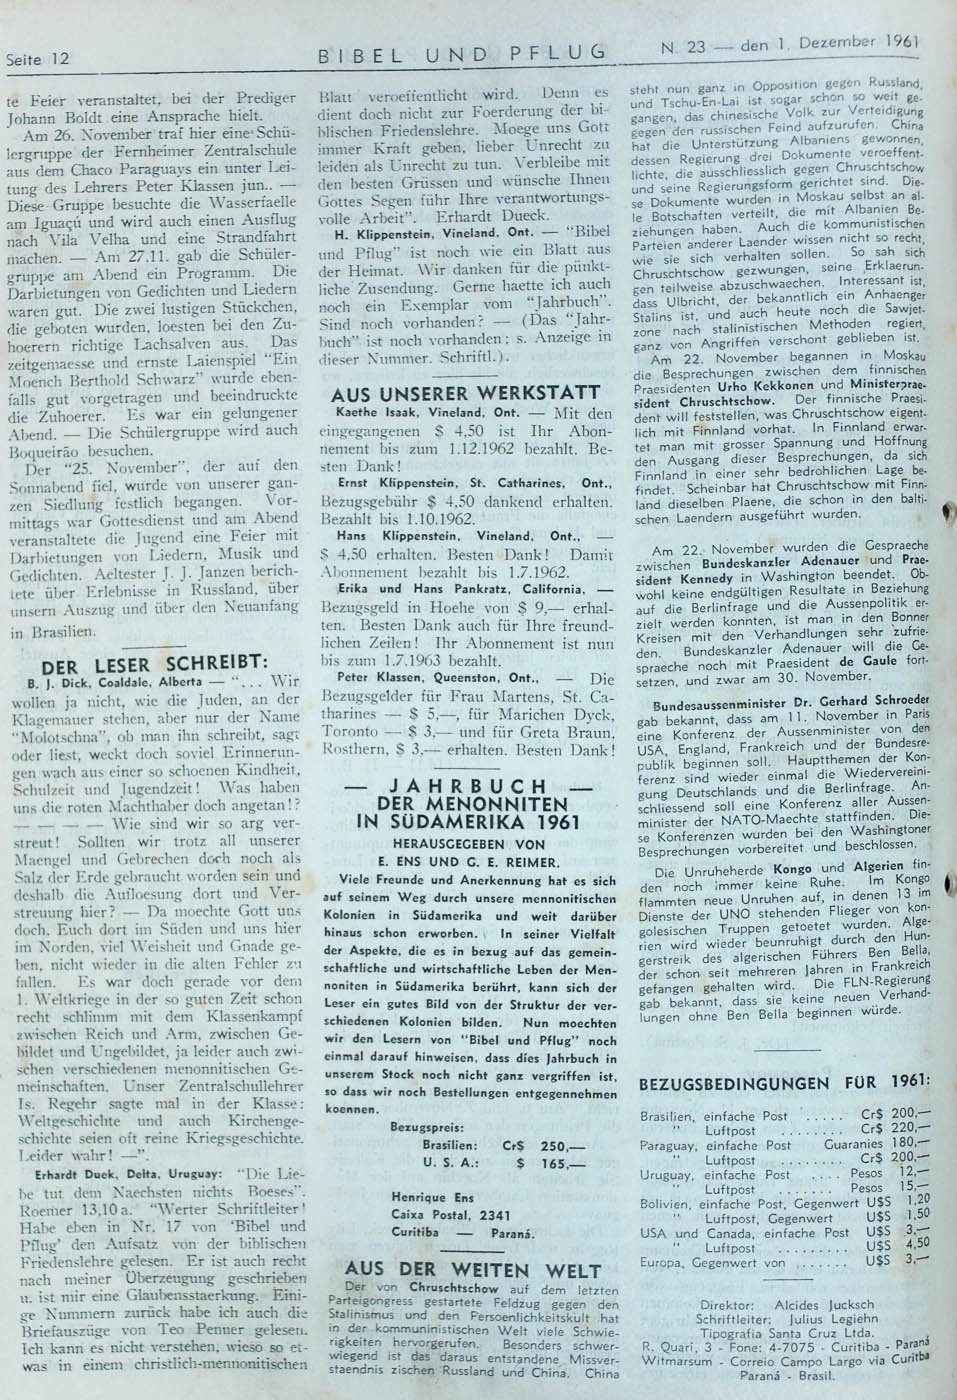 Seite 12
BIBEL UND PFLUG
N. 23 — den 1. Dezember 1961
te Feier veranstaltet, bei der Prediger
Johann Boldt eine Ansprache hielt.
Am 26. November traf hier eine Schü-
lergruppe der Fernheimer Zentralschule
aus dem Chaco Paraguays ein unter Lei-
tung des Lehrers Peter Klassen jun.. —
Diese Gruppe besuchte die Wasserfaelle
am Iguaçú und wird auch einen Ausflug
nach Vila Velha und eine Strandfahrt
machen. — Am 27.11. gab die Schüler-
gruppe am Abend ein Programm. Die
Darbietungen von Gedichten und Liedern
waren gut. Die zwei lustigen Stückchen,
die geboten wurden, loesten bei den Zu-
hoerern richtige Lachsalven aus. Das
zeitgemaesse und ernste Laienspiel "Ein
Moench Berthold Schwarz" wurde eben-
falls gut vorgetragen und beeindruckte
die Zuhoerer. Es war ein gelungener
Abend. — Die Schülergruppe wird auch
Boqueirão besuchen.
Der "25. November", der auf den
Sonnabend fiel, wurde von unserer gan-
zen Siedlung festlich begangen. Vor-
mittags war Gottesdienst und am Abend
veranstaltete die Jugend eine Feier mit
Darbietungen von Liedern, Musik und
Gedichten. Aeltester J. J. Janzen berich-
tete über Erlebnisse in Russland, über
unsern Auszug und über den Neuanfang
in Brasilien.
DER LESER SCHREIBT:
B. J. Dick, Coaldale, Alberta — "... Wir
wollen ja nicht, wie die Juden, an der
Klagemauer stehen, aber nur der Name
"Molotschna", ob man ihn schreibt, sagt
oder liest, weckt doch soviel Erinnerun-
gen wach aus einer so schoenen Kindheit,
Schulzeit und Jugendzeit! Was haben
uns die roten Machthaber doch angetan!?
— — — — Wie sind wir so arg ver-
streut! Sollten wir trotz all unserer
Maengel und Gebrechen doch noch als
Salz der Erde gebraucht worden sein und
deshalb die Aufloesung dort und Ver-
streuung hier? — Da moechte Gott uns
doch, Euch dort im Süden und uns hier
im Norden, viel Weisheit und Gnade ge-
ben, nicht wieder in die alten Fehler zu
fallen. Es war doch gerade vor dem
1. Weltkriege in der so guten Zeit schon
recht schlimm mit dem Klassenkampf
zwischen Reich und Arm, zwischen Ge-
bildet und Ungebildet, ja leider auch zwi-
schen verschiedenen menonitischen Ge-
meinschaften. Unser Zentralschullehrer
Is. Regehr sagte mal in der Klasse:
Weltgeschichte und auch Kirchenge-
schichte seien oft reine Kriegsgeschichte.
Leider wahr! —".
Erhardt Duek, Delta, Uruguay: "Die Lie-
be tut dem Naechsten nichts Boeses".
Roemer 13,10 a. "Werter Schriftleiter!
Habe eben in Nr. 17 von 'Bibel und
Pflug' den Aufsatz von der biblischen
Friedenslehre gelesen. Er ist auch recht
nach meiner Überzeugung geschrieben
u. ist mir eine Glaubensstaerkung. Eini-
ge Nummern zurück habe ich auch die
Briefauszüge von Teo Penner gelesen.
Ich kann es nicht verstehen, wieso so et-
was in einem christlich-mennonitischen
Blatt veroeffentlicht wird. Denn es
dient doch nicht zur Foerderung der bi-
blischen Friedenslehre. Moege uns Gott
immer Kraft geben, lieber Unrecht zu
leiden als Unrecht zu tun. Verbleibe mit
den besten Grüssen und wünsche Ihnen
Gottes Segen führ Ihre verantwortungs-
volle Arbeit". Erhardt Dueck.
H. Klippenstein, Vineland, Ont. — "Bibel
und Pflug" ist noch wie ein Blatt aus
der Heimat. Wir danken für die pünkt-
liche Zusendung. Gerne haette ich auch
noch ein Exemplar vom "Jahrbuch".
Sind noch vorhanden? — (Das "Jahr-
buch" ist noch vorhanden; s. Anzeige in
dieser Nummer. Schriftl.).
AUS UNSERER WERKSTATT
Kaethe Isaak, Vineland, Ont. — Mit den
eingegangenen $ 4,50 ist Ihr Abon-
nement bis zum 1.12.1962 bezahlt. Be-
sten Dank!
Ernst Klippenstein, St. Catharines, Ont.,
Bezugsgebühr $ 4,50 dankend erhalten.
Bezahlt bis 1.10.1962.
Hans Klippenstein, Vineland, Ont., —
$ 4,50 erhalten. Besten Dank! Damit
Abonnement bezahlt bis 1.7.1962.
Erika und Hans Pankratz, California, —
Bezugsgeld in Hoehe von $ 9,— erhal-
ten. Besten Dank auch für Ihre freund-
lichen Zeilen! Ihr Abonnement ist nun
bis zum 1.7.1963 bezahlt.
Peter Klassen, Queenston, Ont., — Die
Bezugsgelder für Frau Martens, St. Ca-
tharines — $ 5,—, für Marichen Dyck,
Toronto — $ 3,— und für Greta Braun,
Rosthern, $ 3,— erhalten. Besten Dank!
— JAHRBUCH —
DER MENONNITEN
IN SÜDAMERIKA 1961
HERAUSGEGEBEN VON
E. ENS UND G. E. REIMER.
Viele Freunde und Anerkennung hat es sich
auf seinem Weg durch unsere mennonitischen
Kolonien in Südamerika und weit darüber
hinaus schon erworben. In seiner Vielfalt
der Aspekte, die es in bezug auf das gemein-
schaftliche und wirtschaftliche Leben der Men-
noniten in Südamerika berührt, kann sich der
Leser ein gutes Bild von der Struktur der ver-
schiedenen Kolonien bilden. Nun moechten
wir den Lesern von "Bibel und Pflug" noch
einmal darauf hinweisen, dass dies Jahrbuch in
unserem Stock noch nicht ganz vergriffen ist,
so dass wir noch Bestellungen entgegennehmen
koennen.
Bezugspreis:
Brasilien: Cr$ 250,—
U. S. A.: $ 165,—
Henrique Ens
Caixa Postal, 2341
Curitiba — Paraná.
AUS DER WEITEN WELT
Der von Chruschtschow auf dem letzten
Parteigongress gestartete Feldzug gegen den
Stalinismus und den Persoenlichkeitskult hat
in der kommuninistischen Welt viele Schwie-
rigkeiten hervorgerufen. Besonders schwer-
wiegend ist das daraus entstandene Missver-
staendnis zischen Russland und China. China
steht nun ganz in Opposition gegen Russland,
und Tschu-En-Lai ist sogar schon so weit ge-
gangen, das chinesische Volk zur Verteidigung
gegen den russischen Feind aufzurufen. China
hat die Unterstützung Albaniens gewonnen,
dessen Regierung drei Dokumente veroeffent-
lichte, die ausschliesslich gegen Chruschtschow
und seine Regierungsform gerichtet sind. Die-
se Dokumente wurden in Moskau selbst an al-
le Botschaften verteilt, die mit Albanien Be-
ziehungen haben. Auch die kommunistischen
Parteien anderer Laender wissen nicht so recht,
wie sie sich verhalten sollen. So sah sich
Chruschtschow gezwungen, seine Erklaerun-
gen teilweise abzuschwaechen. Interessant ist,
dass Ulbricht, der bekanntlich ein Anhaenger
Stalins ist, und auch heute noch die Sawjet-
zone nach stalinistischen Methoden regiert,
ganz von Angriffen verschont geblieben ist.
Am 22. November begannen in Moskau
die Besprechungen zwischen dem finnischen
Praesidenten Urho Kekkonen und Ministerprae-
sident Chruschtschow. Der finnische Praesi-
dent will feststellen, was Chruschtschow eigent-
lich mit Finnland vorhat. In Finnland erwar-
tet man mit grosser Spannung und Hoffnung
den Ausgang dieser Besprechungen, da sich
Finnland in einer sehr bedrohlichen Lage be-
findet. Scheinbar hat Chruschtschow mit Finn-
land dieselben Plaene, die schon in den balti-
schen Laendern ausgeführt wurden.
Am 22. November wurden die Gespraeche
zwischen Bundeskanzler Adenauer und Prae-
sident Kennedy in Washington beendet. Ob-
wohl keine endgültigen Resultate in Beziehung
auf die Berlinfrage und die Aussenpolitik er-
zielt werden konnten, ist man in den Bonner
Kreisen mit den Verhandlungen sehr zufrie-
den. Bundeskanzler Adenauer will die Ge-
spraeche noch mit Praesident de Gaule fort-
setzen, und zwar am 30. November.
Bundesaussenminister Dr. Gerhard Schroeder
gab bekannt, dass am 11. November in Paris
eine Konferenz der Aussenminister von den
USA, England, Frankreich und der Bundesre-
publik beginnen soll. Hauptthemen der Kon-
ferenz sind wieder einmal die Wiedervereini-
gung Deutschlands und die Berlinfrage. An-
schliessend soll eine Konferenz aller Aussen-
minister der NATO-Maechte stattfinden. Die-
se Konferenzen wurden bei den Washingtoner
Besprechungen vorbereitet und beschlossen.
Die Unruheherde Kongo und Algerien fin-
den noch immer keine Ruhe. Im Kongo
flammten neue Unruhen auf, in denen 13 im
Dienste der UNO stehenden Flieger von kon-
golesischen Truppen getoetet wurden. Alge-
rien wird wieder beunruhigt durch den Hun-
gerstreik des algerischen Führers Ben Bella,
der schon seit mehreren Jahren in Frankreich
gefangen gehalten wird. Die FLN-Regierung
gab bekannt, dass sie keine neuen Verhand-
lungen ohne Ben Bella beginnen würde.
BEZUGSBEDINGUNGEN FÜR 1961:
Brasilien, einfache Post ..... Cr$ 200,—
" Luftpost ........ Cr$ 220,—
Paraguay, einfache Post Guaranies 180,—
" Luftpost ........ Cr$ 200,—
Uruguay, einfache Post .... Pesos 12,—
" Luftpost ........ Pesos 15,—
Bolivien, einfache Post, Gegenwert U$S 1,20
" Luftpost, Gegenwert U$S 1,50
USA und Canada, einfache Post U$S 3,—
" Luftpost ........ U$S 4,50
Europa, Gegenwert von ....... U$S 3,—
Direktor: Alcides Jucksch
Schriftleiter: Julius Legiehn
Tipografia Santa Cruz Ltda.
R. Quari, 3 - Fone: 4-7075 - Curitiba - Paraná
Witmarsum - Correio Campo Largo via Curitba
Paraná - Brasil.